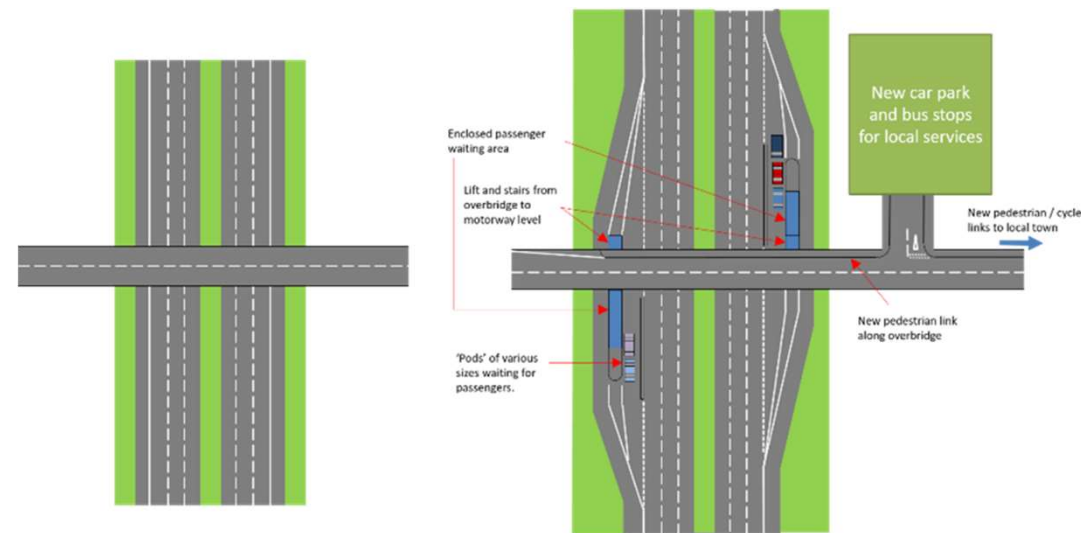 New car park
and bus stops
for local services
Enclosed passenger
waiting area
Lift and stairs from
overbridge to
motorway level
New pedestrian / cycle
links to local town
New pedestrian link
along overbridge
'Pods' of various
sizes waiting for
passengers.